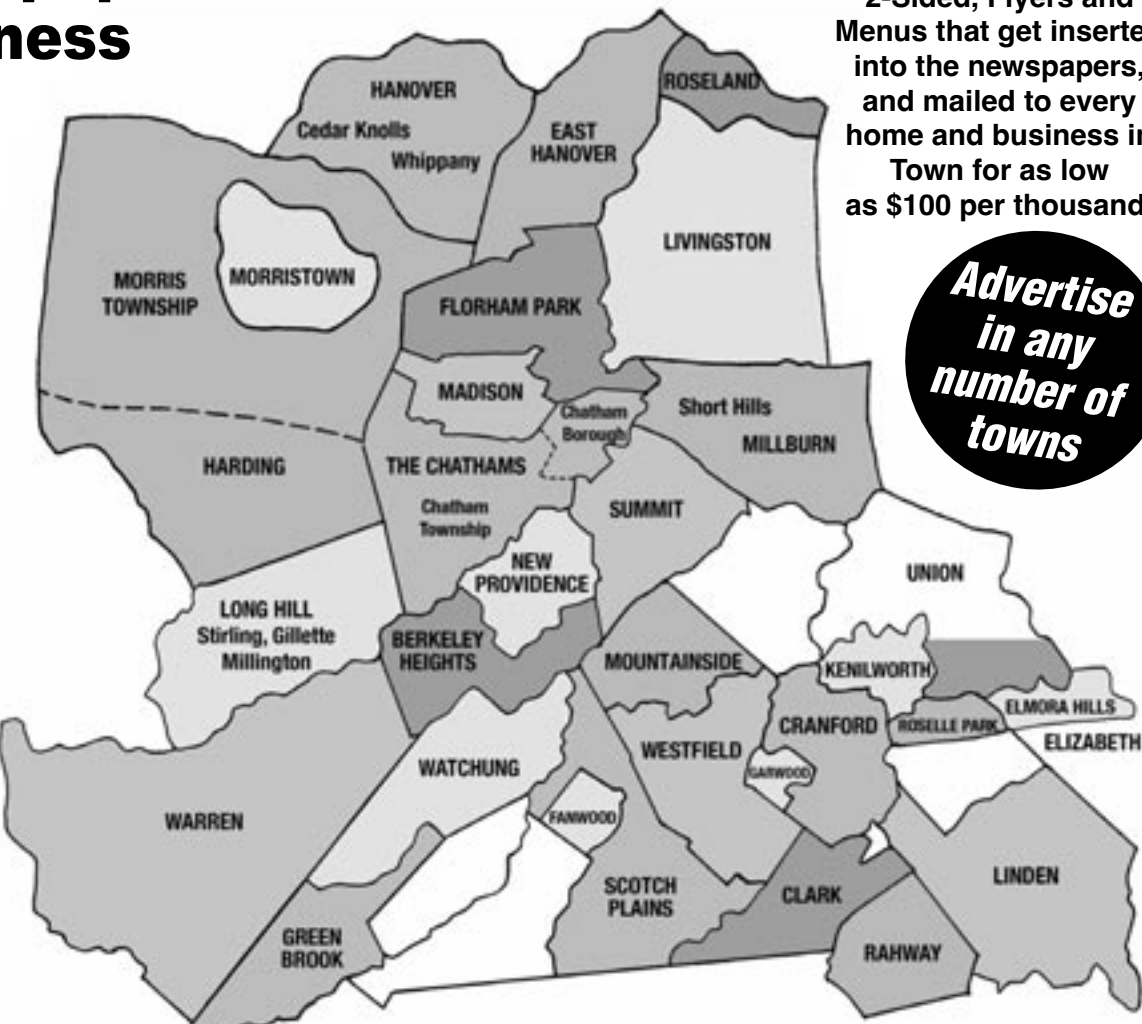 ness
2-Sided, Flyers and
Menus that get inserte
into the newspapers,
and mailed to every
home and business in
Town for as low
as $100 per thousand
Advertise
in any
number of
towns
HANOVER
Cedar Knolls
Whippany
EAST
HANOVER
ROSELAND
LIVINGSTON
MORRIS
TOWNSHIP
MORRISTOWN
FLORHAM PARK
MADISON
Chatham
Borough
Short Hills
MILLBURN
HARDING
THE CHATHAMS
Chatham
Township
SUMMIT
NEW
PROVIDENCE
UNION
LONG HILL
Stirling, Gillette
Millington
BERKELEY
HEIGHTS
MOUNTAINSIDE
KENILWORTH
ELMORA HILLS
ROSELLE PARK
CRANFORD
ELIZABETH
WESTFIELD
GARWOOD
WATCHUNG
FANWOOD
WARREN
SCOTCH
PLAINS
CLARK
LINDEN
GREEN
BROOK
RAHWAY